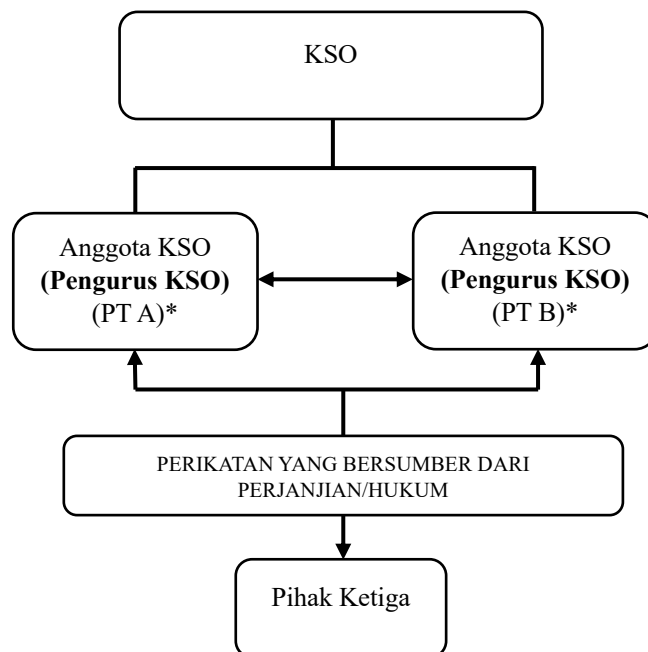 KSO
Anggota KSO
(Pengurus KSO)
(PT A)*
Anggota KSO
(Pengurus KSO)
(PT B)*
PERIKATAN YANG BERSUMBER DARI
PERJANJIAN/HUKUM
Pihak Ketiga